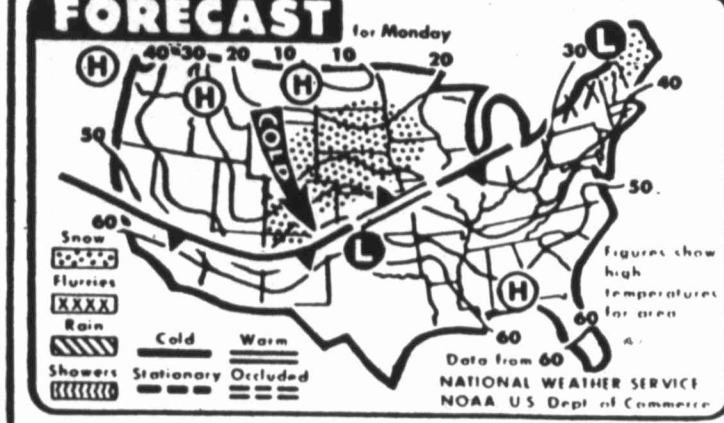 FORECAST
for Monday
H
40 30 20 10 10 20 30 L
H
H
40
50
COLD
50
60
L
H
Snow
Flurries
XXXX
Rain
Showers
Cold Warm
Stationary Occluded
Figures show
high
temperatures
for area
60
60
Data from 60
NATIONAL WEATHER SERVICE
NOAA US Dept of Commerce